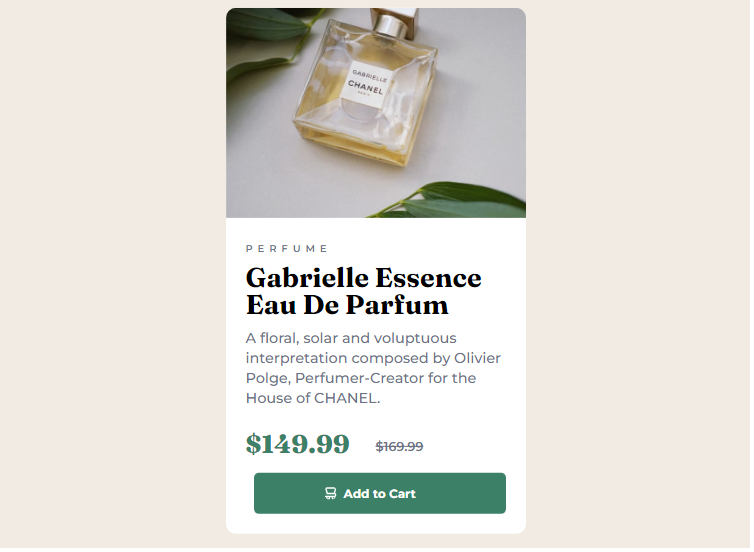 GABRIELLE
CHANEL
PARIS
PERFUME
Gabrielle Essence
Eau De Parfum
A floral, solar and voluptuous
interpretation composed by Olivier
Polge, Perfumer-Creator for the
House of CHANEL.
$149.99 $169.99
Add to Cart